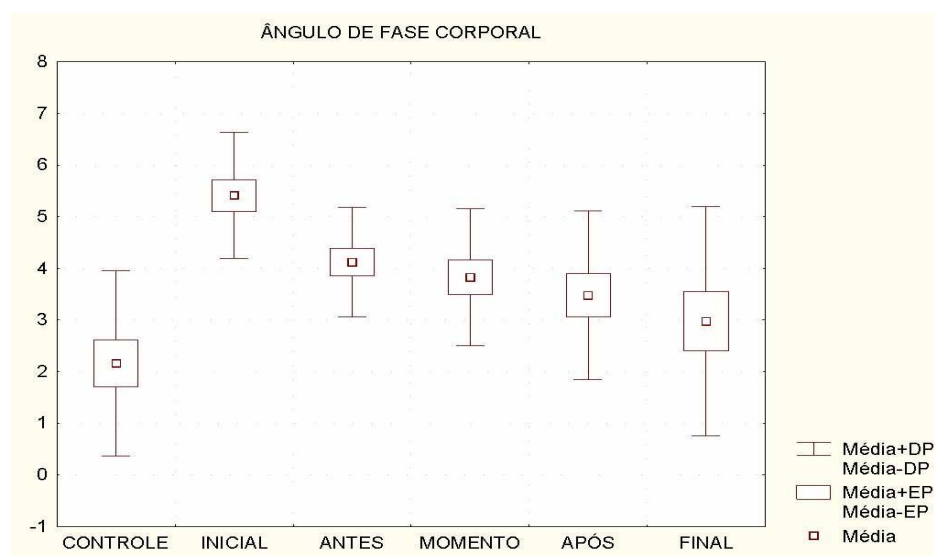 ÂNGULO DE FASE CORPORAL
8
7
6
5
4
3
2
1
0
-1
CONTROLE INICIAL ANTES MOMENTO APÓS FINAL
Média+DP
Média-DP
Média+EP
Média-EP
Média